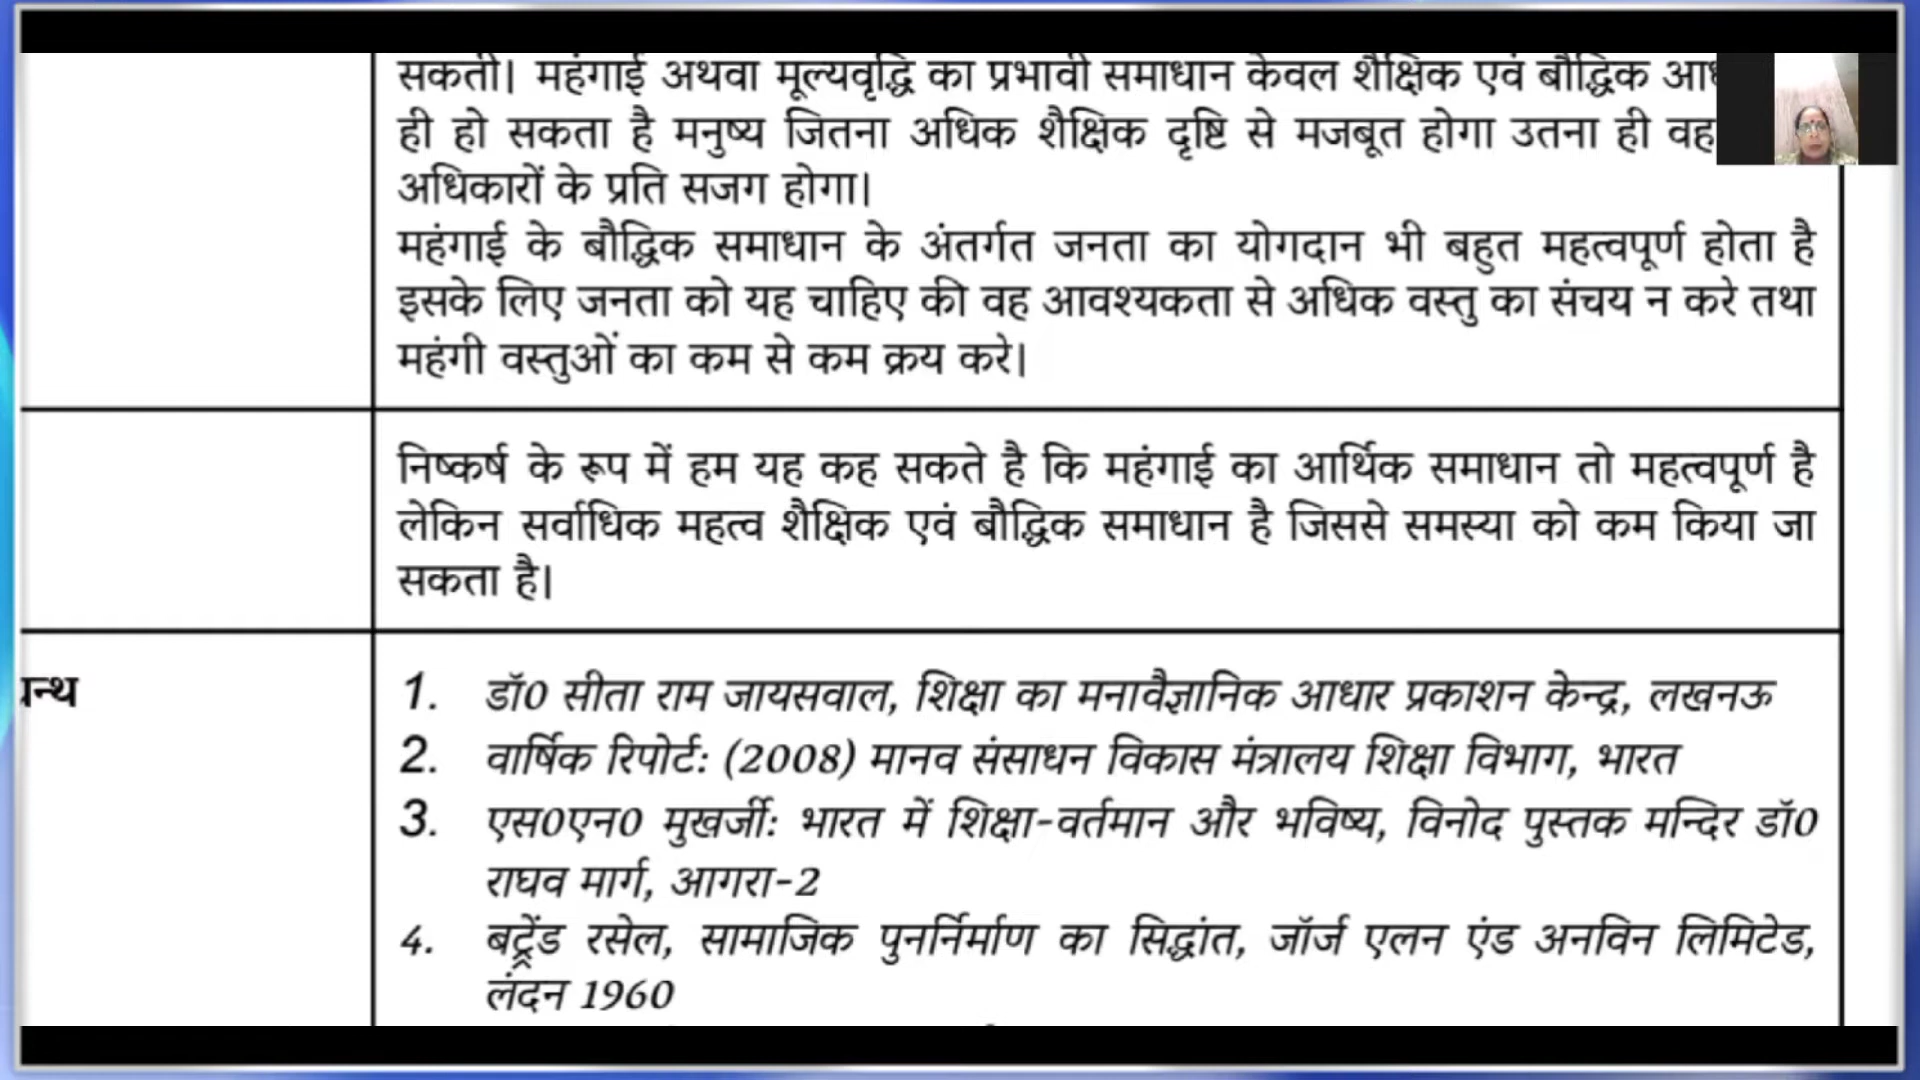 सकती। महंगाई अथवा मूल्यवृद्धि का प्रभावी समाधान केवल शैक्षिक एवं बौद्धिक
ही हो सकता है मनुष्य जितना अधिक शैक्षिक दृष्टि से मजबूत होगा उतना ही वह
अधिकारों के प्रति सजग होगा।
महंगाई के बौद्धिक समाधान के अंतर्गत जनता का योगदान भी बहुत महत्वपूर्ण होता है
इसके लिए जनता को यह चाहिए की वह आवश्यकता से अधिक वस्तु का संचय न करे तथा
महंगी वस्तुओं का कम से कम क्रय करे।
निष्कर्ष के रूप में हम यह कह सकते है कि महंगाई का आर्थिक समाधान तो महत्वपूर्ण है
लेकिन सर्वाधिक महत्व शैक्षिक एवं बौद्धिक समाधान है जिससे समस्या को कम किया जा
सकता है।
1. डॉ0 सीता राम जायसवाल, शिक्षा का मनावैज्ञानिक आधार प्रकाशन केन्द्र, लखनऊ
2. वार्षिक रिपोर्ट: (2008) मानव संसाधन विकास मंत्रालय शिक्षा विभाग, भारत
3. एस0एन0 मुखर्जी: भारत में शिक्षा-वर्तमान और भविष्य, विनोद पुस्तक मन्दिर डॉ0
राघव मार्ग, आगरा-2
4. बर्ट्रेंड रसेल, सामाजिक पुनर्निर्माण का सिद्धांत, जॉर्ज एलन एंड अनविन लिमिटेड,
लंदन 1960